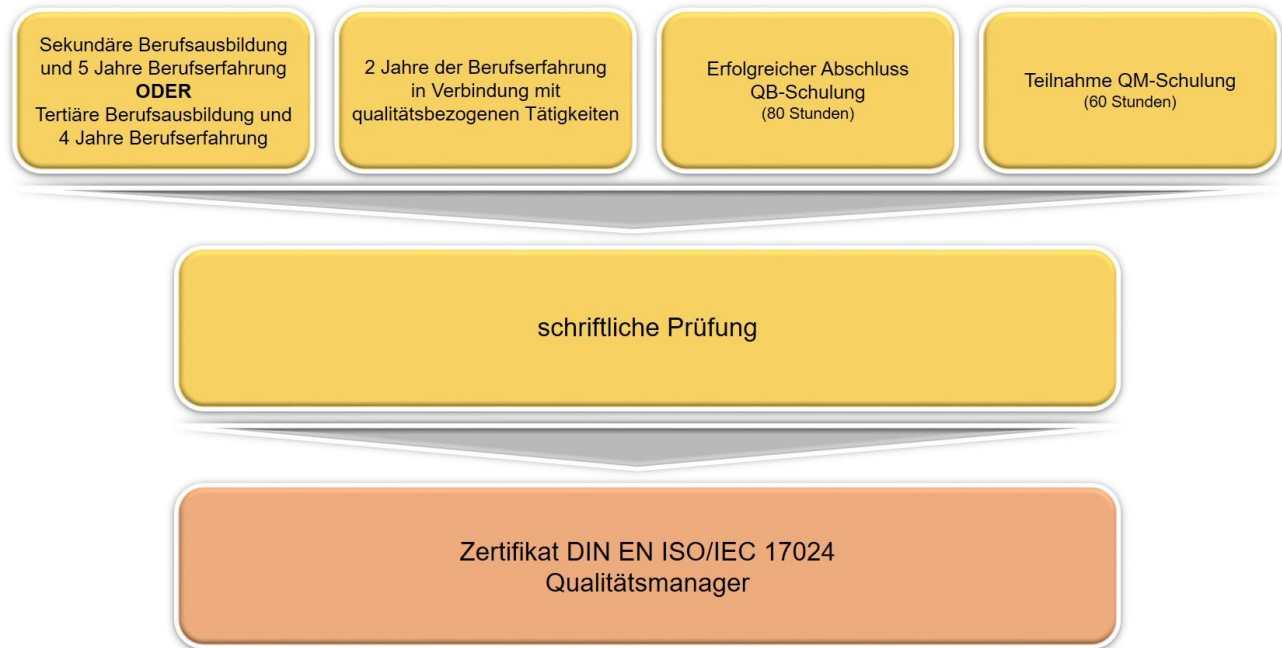 Sekundäre Berufsausbildung
und 5 Jahre Berufserfahrung
ODER
Tertiäre Berufsausbildung und
4 Jahre Berufserfahrung
2 Jahre der Berufserfahrung
in Verbindung mit
qualitätsbezogenen Tätigkeiten
Erfolgreicher Abschluss
QB-Schulung
(80 Stunden)
Teilnahme QM-Schulung
(60 Stunden)
schriftliche Prüfung
Zertifikat DIN EN ISO/IEC 17024
Qualitätsmanager